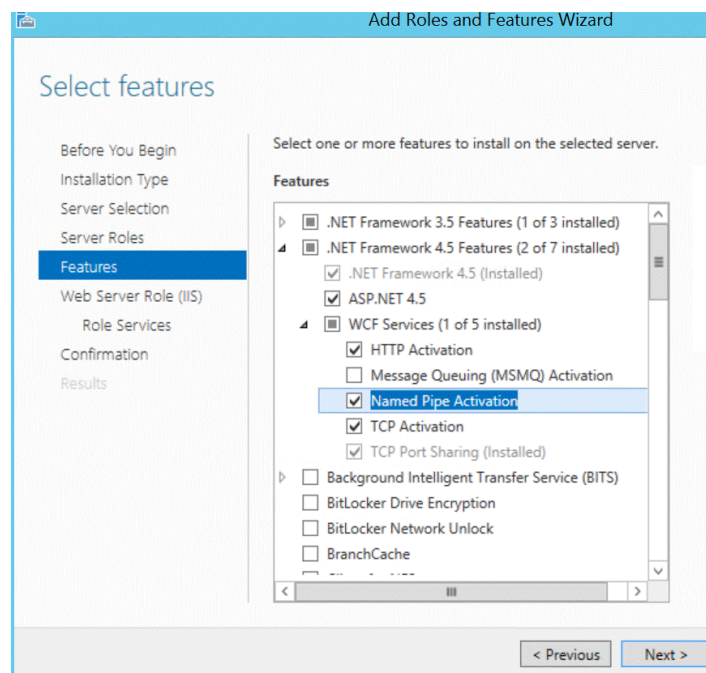 Add Roles and Features Wizard
Select features
Before You Begin
Installation Type
Server Selection
Server Roles
Features
Web Server Role (IIS)
Role Services
Confirmation
Results
Select one or more features to install on the selected server.
Features
.NET Framework 3.5 Features (1 of 3 installed)
.NET Framework 4.5 Features (2 of 7 installed)
.NET Framework 4.5 (Installed)
ASP.NET 4.5
WCF Services (1 of 5 installed)
HTTP Activation
Message Queuing (MSMQ) Activation
Named Pipe Activation
TCP Activation
TCP Port Sharing (Installed)
Background Intelligent Transfer Service (BITS)
BitLocker Drive Encryption
BitLocker Network Unlock
BranchCache
< Previous
Next >